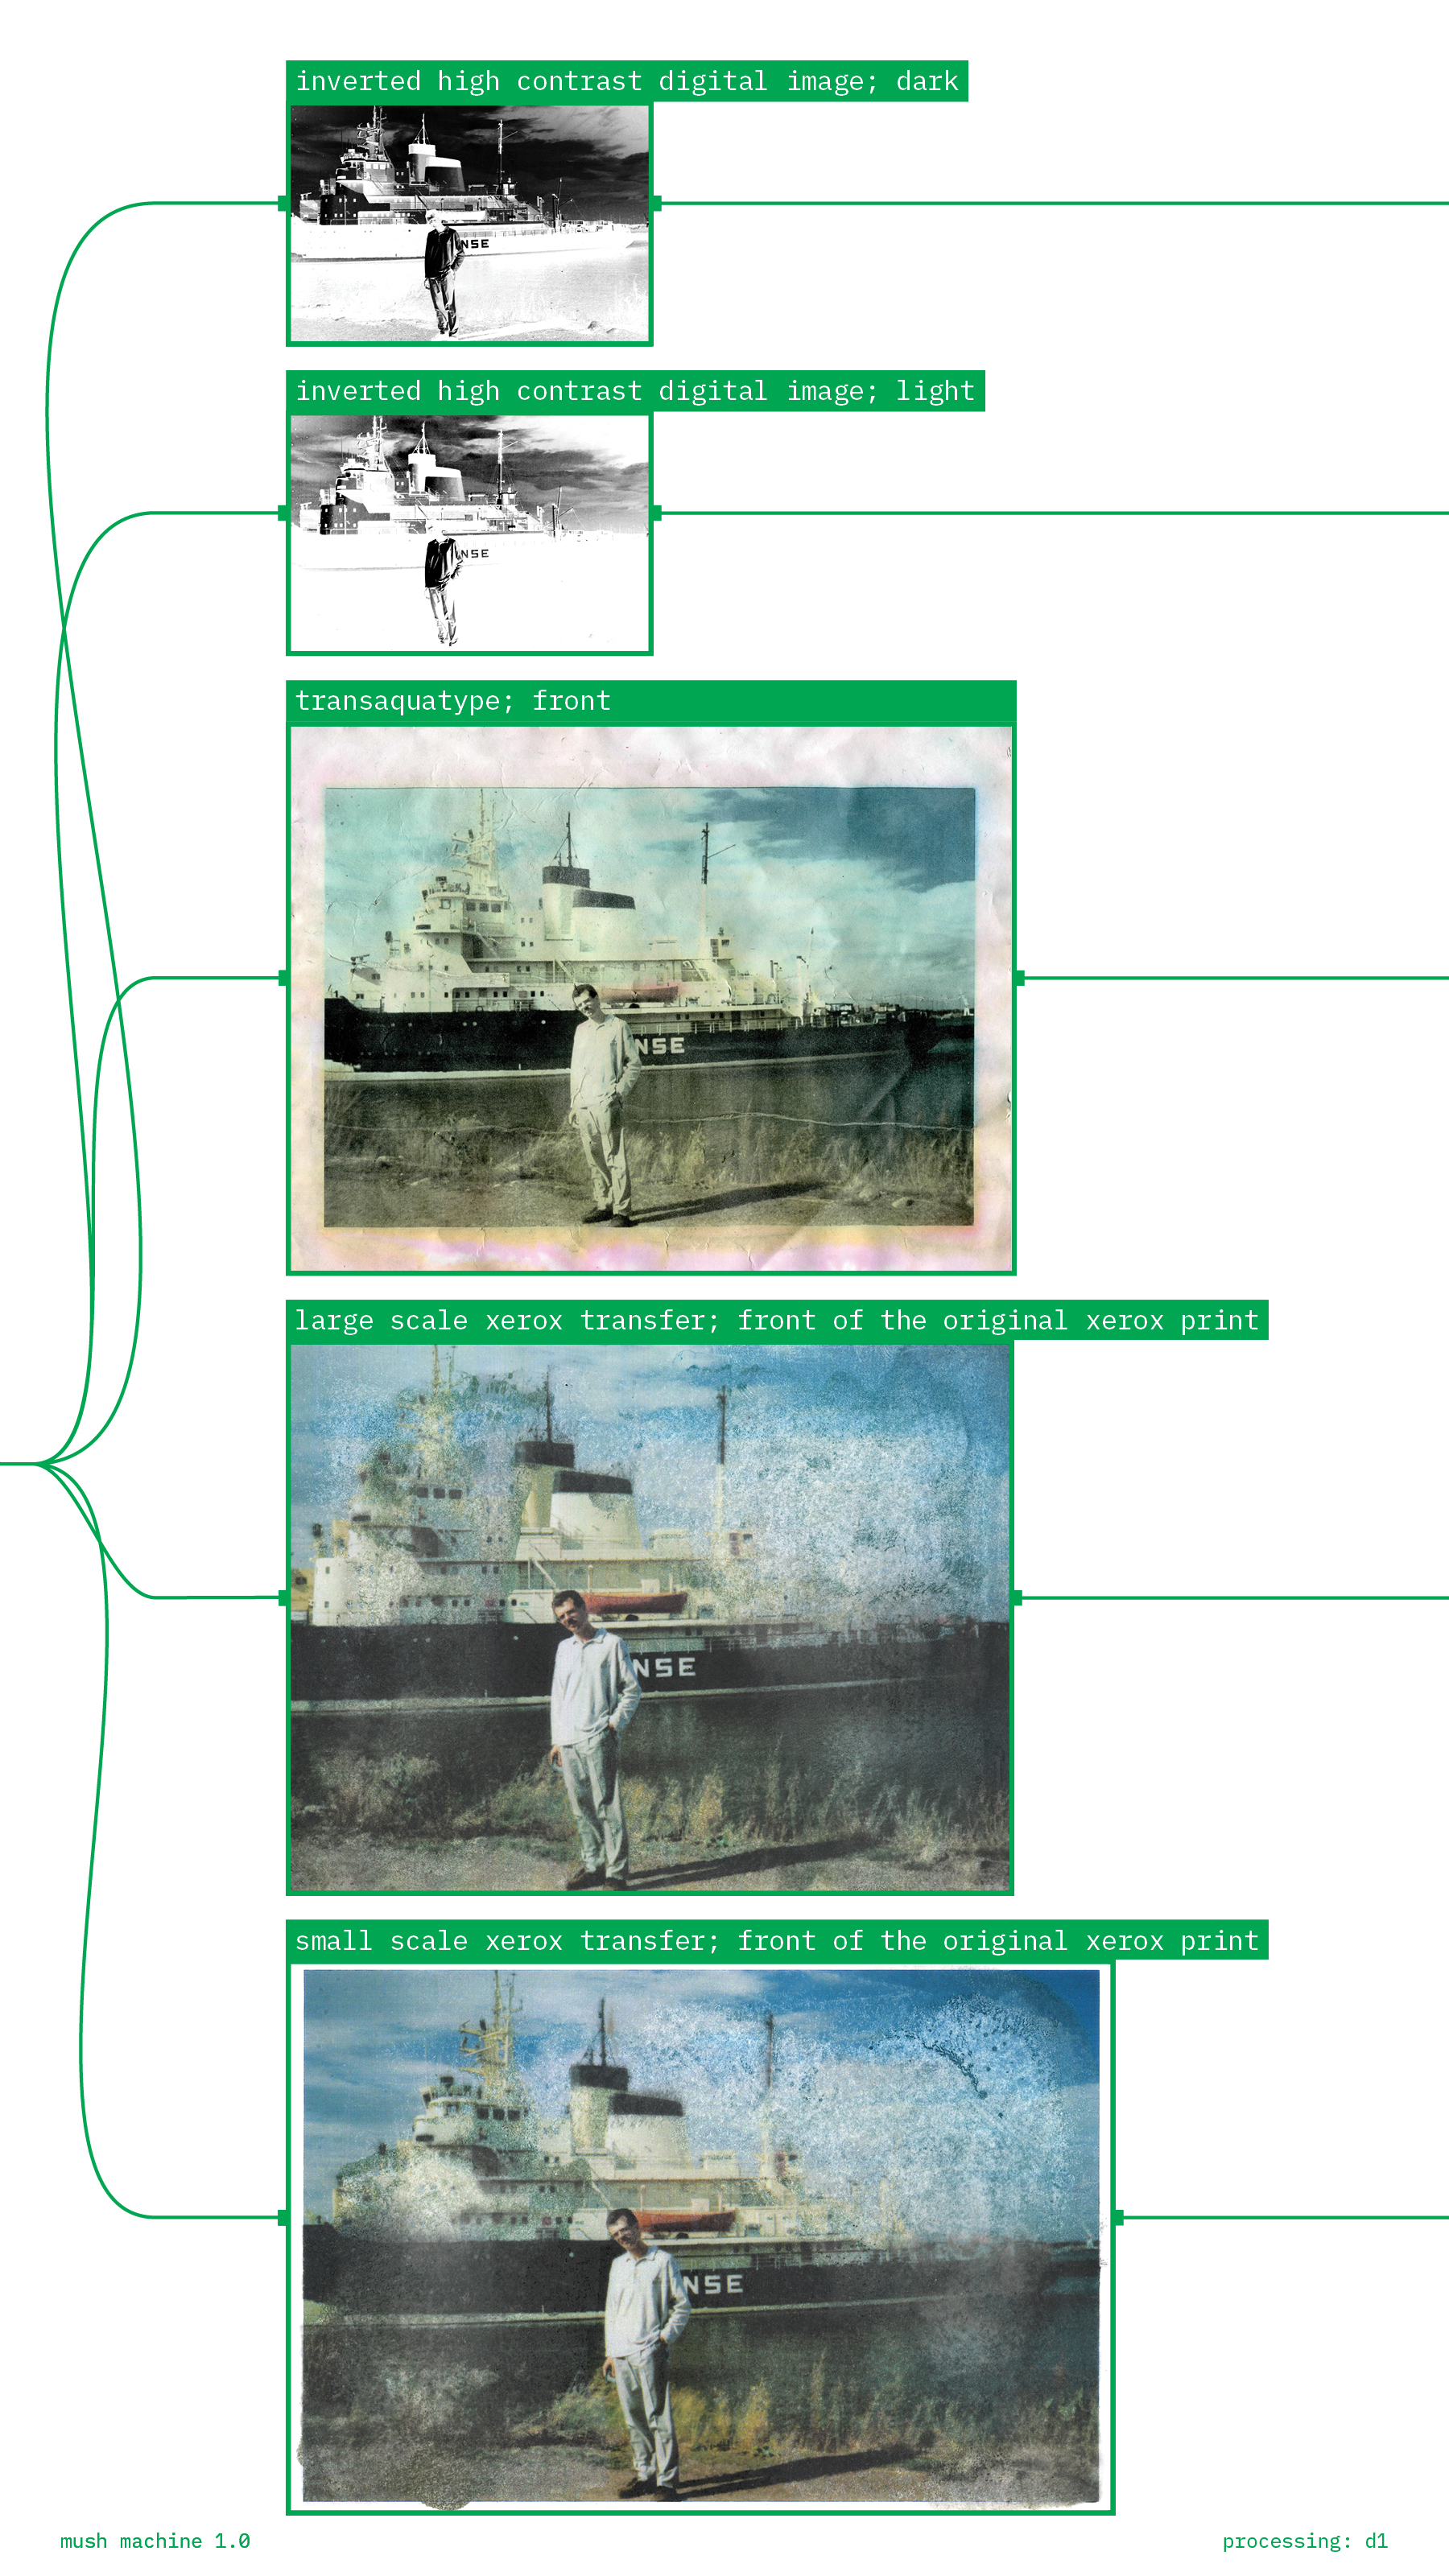 inverted high contrast digital image; dark
NSE
inverted high contrast digital image; light
NSE
transaquatype; front
NSE
large scale xerox transfer; front of the original xerox print
NSE
small scale xerox transfer; front of the original xerox print
NSE
mush machine 1.0
processing: d1